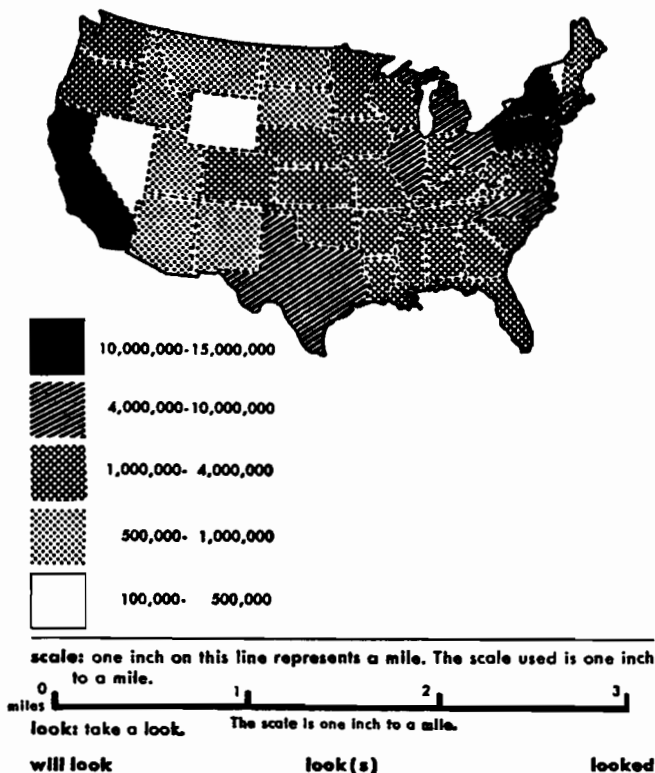 10,000,000-15,000,000
4,000,000-10,000,000
1,000,000- 4,000,000
500,000- 1,000,000
100,000- 500,000
scale: one inch on this line represents a mile. The scale used is one inch
to a mile.
0 1 2 3
miles
look: take a look. The scale is one inch to a mile.
will look look(s) looked